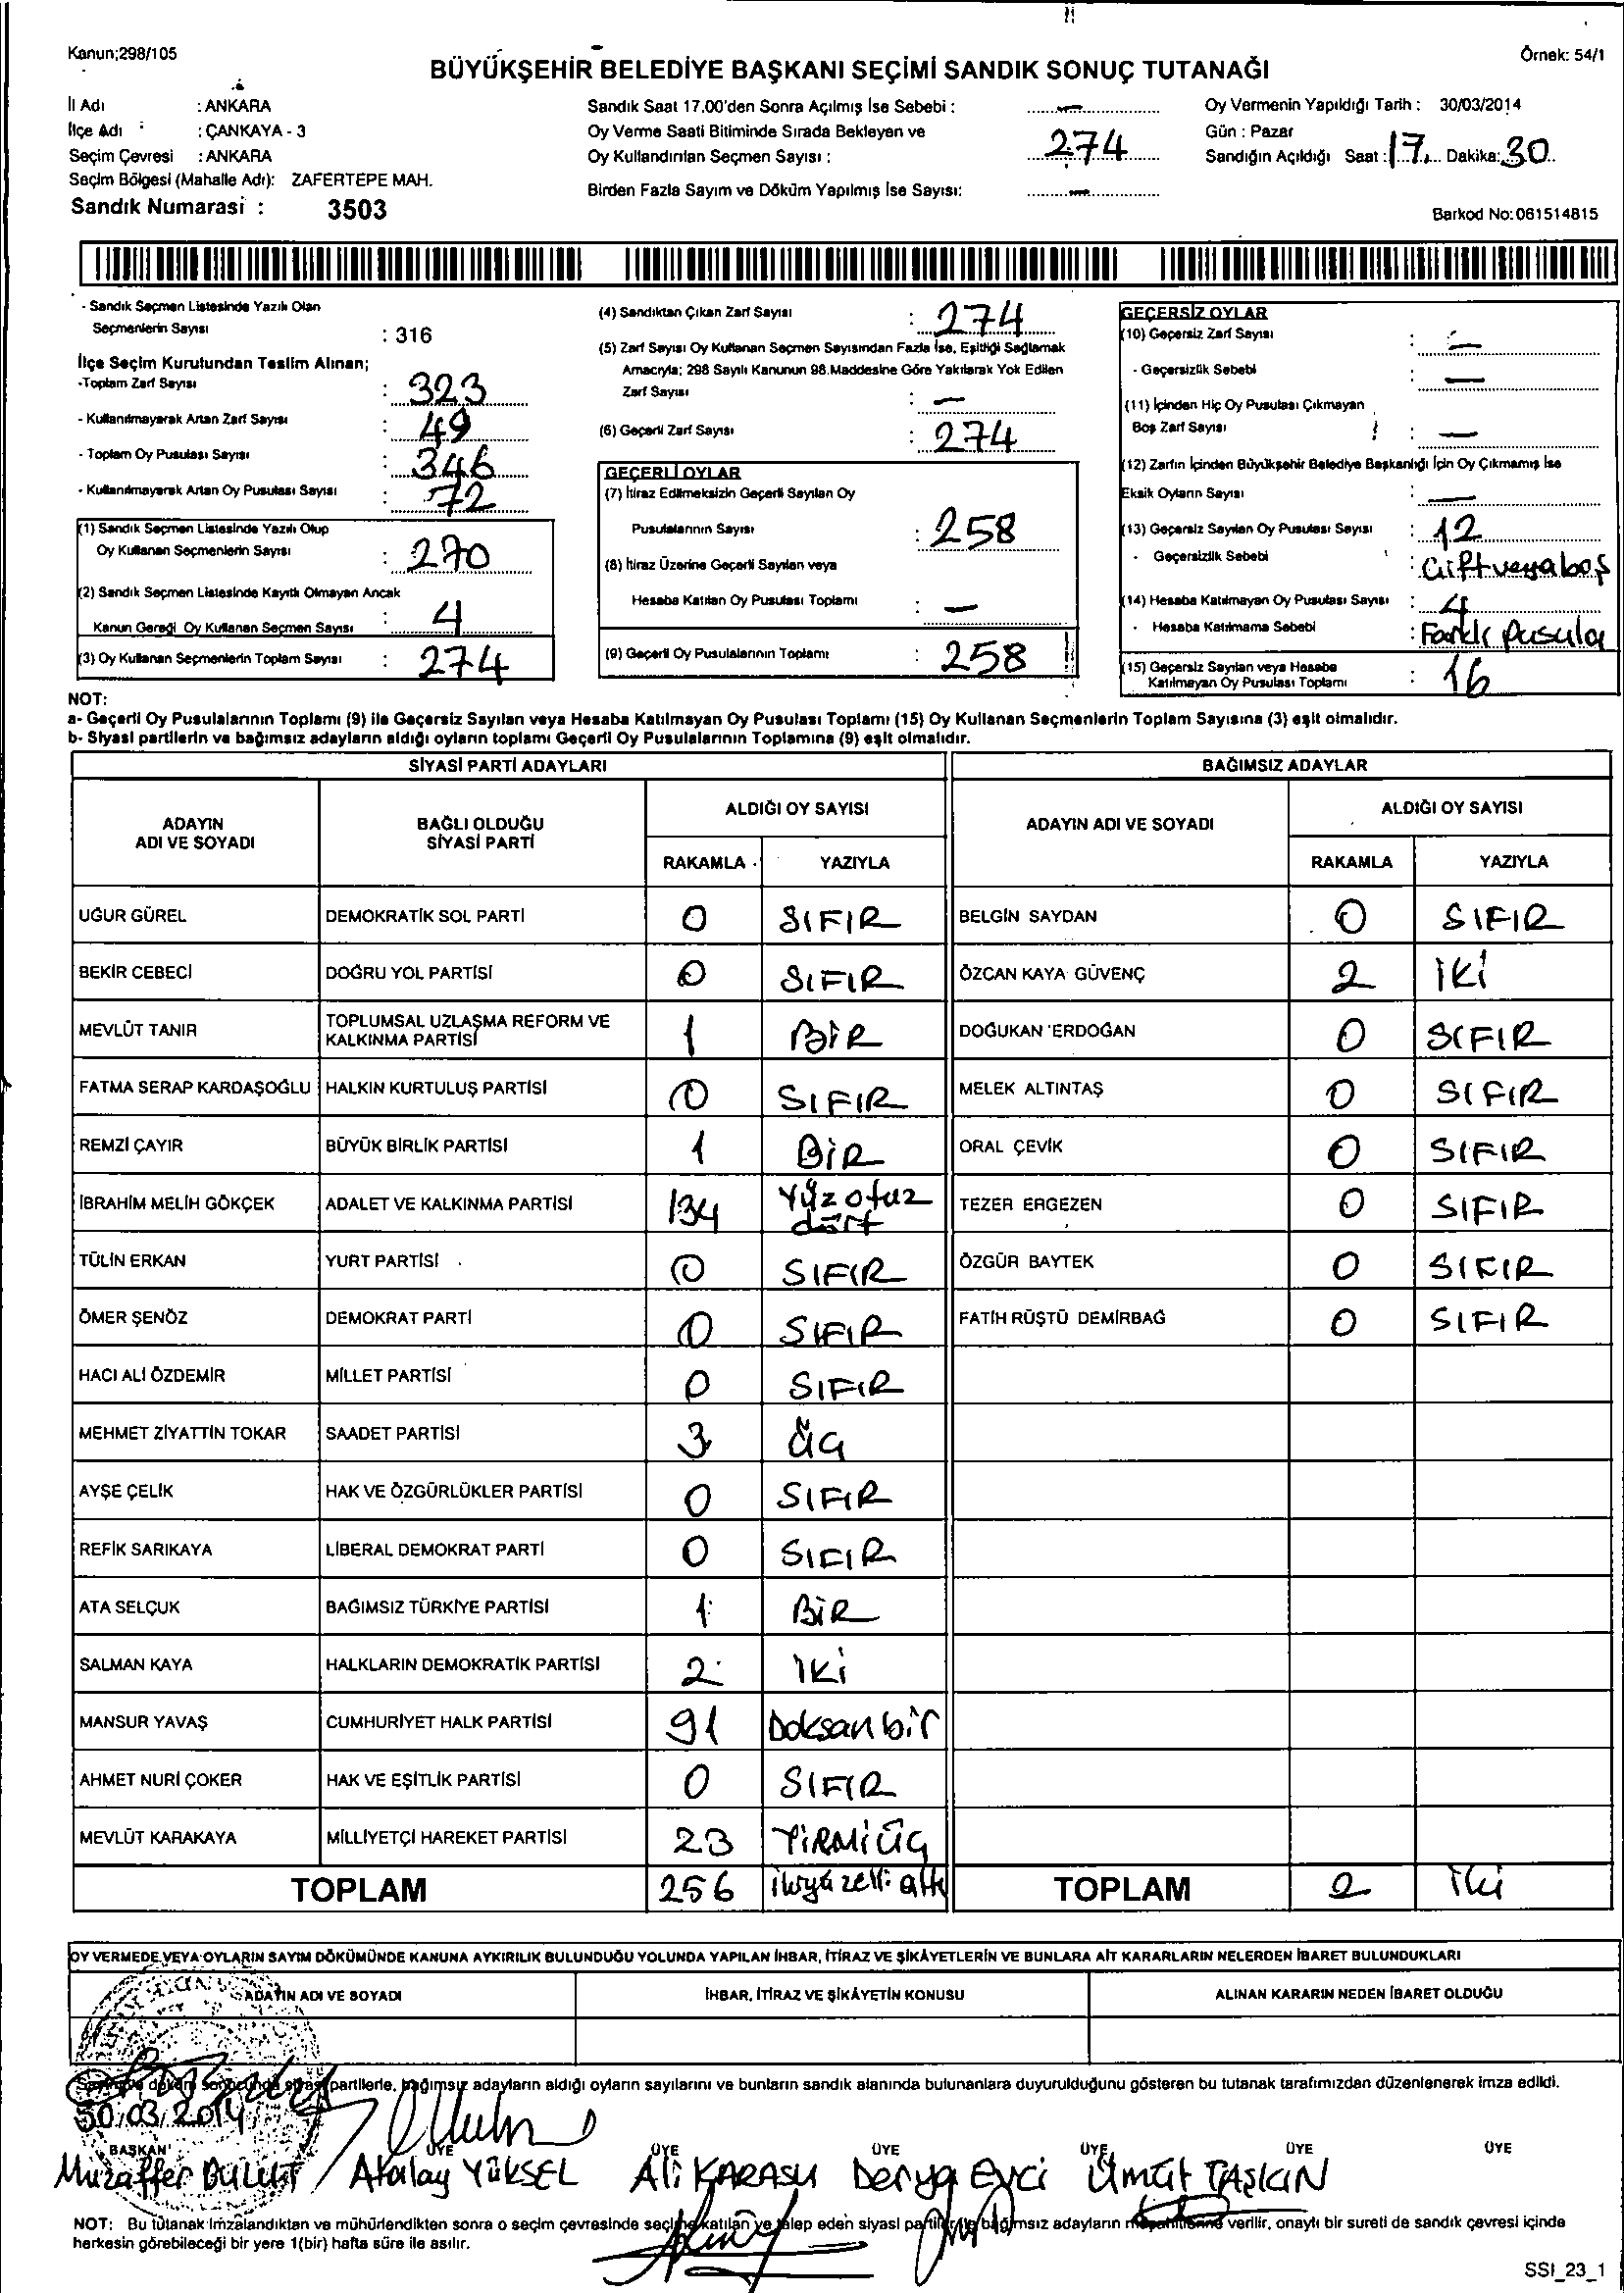 Kanun;298/105
Örnek: 54/1
BÜYÜKŞEHİR BELEDİYE BAŞKANI SEÇİMİ SANDIK SONUÇ TUTANAĞI
İl Adı : ANKARA
İlçe Adı : ÇANKAYA - 3
Seçim Çevresi : ANKARA
Seçim Bölgesi (Mahalle Adı): ZAFERTEPE MAH.
Sandık Numarası : 3503
Sandık Saat 17.00'den Sonra Açılmış İse Sebebi : —
Oy Verme Saati Bitiminde Sırada Bekleyen ve
Oy Kullandırılan Seçmen Sayısı : 274
Birden Fazla Sayım ve Döküm Yapılmış İse Sayısı: —
Oy Vermenin Yapıldığı Tarih : 30/03/2014
Gün : Pazar
Sandığın Açıldığı Saat : 17 Dakika: 30
Barkod No: 061514815
- Sandık Seçmen Listesinde Yazılı Olan
Seçmenlerin Sayısı : 316
İlçe Seçim Kurulundan Teslim Alınan;
-Toplam Zarf Sayısı : 323
- Kullanılmayarak Artan Zarf Sayısı : 49
- Toplam Oy Pusulası Sayısı : 346
- Kullanılmayarak Artan Oy Pusulası Sayısı : 72
(1) Sandık Seçmen Listesinde Yazılı Olup
Oy Kullanan Seçmenlerin Sayısı : 270
(2) Sandık Seçmen Listesinde Kayıtlı Olmayan Ancak
Kanun Gereği Oy Kullanan Seçmen Sayısı : 4
(3) Oy Kullanan Seçmenlerin Toplam Sayısı : 274
(4) Sandıktan Çıkan Zarf Sayısı : 274
(5) Zarf Sayısı Oy Kullanan Seçmen Sayısından Fazla İse, Eşitliği Sağlamak
Amacıyla; 298 Sayılı Kanunun 98.Maddesine Göre Yakılarak Yok Edilen
Zarf Sayısı : —
(6) Geçerli Zarf Sayısı : 274
GEÇERLİ OYLAR
(7) İtiraz Edilmeksizin Geçerli Sayılan Oy
Pusulalarının Sayısı : 258
(8) İtiraz Üzerine Geçerli Sayılan veya
Hesaba Katılan Oy Pusulası Toplamı : —
(9) Geçerli Oy Pusulalarının Toplamı : 258
GEÇERSİZ OYLAR
(10) Geçersiz Zarf Sayısı : —
- Geçersizlik Sebebi : —
(11) İçinden Hiç Oy Pusulası Çıkmayan
Boş Zarf Sayısı : —
(12) Zarfın İçinden Büyükşehir Belediye Başkanlığı İçin Oy Çıkmamış İse
Eksik Oyların Sayısı : —
(13) Geçersiz Sayılan Oy Pusulası Sayısı : 12
- Geçersizlik Sebebi : Çift veya boş
(14) Hesaba Katılmayan Oy Pusulası Sayısı : 4
- Hesaba Katılmama Sebebi : Farklı pusula
(15) Geçersiz Sayılan veya Hesaba
Katılmayan Oy Pusulası Toplamı : 16
NOT:
a- Geçerli Oy Pusulalarının Toplamı (9) ile Geçersiz Sayılan veya Hesaba Katılmayan Oy Pusulası Toplamı (15) Oy Kullanan Seçmenlerin Toplam Sayısına (3) eşit olmalıdır.
b- Siyasi partilerin ve bağımsız adayların aldığı oyların toplamı Geçerli Oy Pusulalarının Toplamına (9) eşit olmalıdır.
SİYASİ PARTİ ADAYLARI BAĞIMSIZ ADAYLAR
ADAYIN ADI VE SOYADI BAĞLI OLDUĞU SİYASİ PARTİ ALDIĞI OY SAYISI ADAYIN ADI VE SOYADI ALDIĞI OY SAYISI
RAKAMLA YAZIYLA RAKAMLA YAZIYLA
UĞUR GÜREL DEMOKRATİK SOL PARTİ 0 SIFIR BELGİN SAYDAN 0 SIFIR
BEKİR CEBECİ DOĞRU YOL PARTİSİ 0 SIFIR ÖZCAN KAYA GÜVENÇ 2 İKİ
MEVLÜT TANIR TOPLUMSAL UZLAŞMA REFORM VE KALKINMA PARTİSİ 1 BİR DOĞUKAN ERDOĞAN 0 SIFIR
FATMA SERAP KARDAŞOĞLU HALKIN KURTULUŞ PARTİSİ 0 SIFIR MELEK ALTINTAŞ 0 SIFIR
REMZİ ÇAYIR BÜYÜK BİRLİK PARTİSİ 1 BİR ORAL ÇEVİK 0 SIFIR
İBRAHİM MELİH GÖKÇEK ADALET VE KALKINMA PARTİSİ 134 Yüz otuz dört TEZER ERGEZEN 0 SIFIR
TÜLİN ERKAN YURT PARTİSİ 0 SIFIR ÖZGÜR BAYTEK 0 SIFIR
ÖMER ŞENÖZ DEMOKRAT PARTİ 0 SIFIR FATİH RÜŞTÜ DEMİRBAĞ 0 SIFIR
HACI ALİ ÖZDEMİR MİLLET PARTİSİ 0 SIFIR
MEHMET ZİYATTİN TOKAR SAADET PARTİSİ 3 ÜÇ
AYŞE ÇELİK HAK VE ÖZGÜRLÜKLER PARTİSİ 0 SIFIR
REFİK SARIKAYA LİBERAL DEMOKRAT PARTİ 0 SIFIR
ATA SELÇUK BAĞIMSIZ TÜRKİYE PARTİSİ 1 BİR
SALMAN KAYA HALKLARIN DEMOKRATİK PARTİSİ 2 İKİ
MANSUR YAVAŞ CUMHURİYET HALK PARTİSİ 91 Doksan bir
AHMET NURİ ÇOKER HAK VE EŞİTLİK PARTİSİ 0 SIFIR
MEVLÜT KARAKAYA MİLLİYETÇİ HAREKET PARTİSİ 23 YİRMİ ÜÇ
TOPLAM 256 ikiyüz elli altı TOPLAM 2 iki
OY VERMEDE VEYA OYLARIN SAYIM DÖKÜMÜNDE KANUNA AYKIRILIK BULUNDUĞU YOLUNDA YAPILAN İHBAR, İTİRAZ VE ŞİKÂYETLERİN VE BUNLARA AİT KARARLARIN NELERDEN İBARET BULUNDUKLARI
ADAYIN ADI VE SOYADI İHBAR, İTİRAZ VE ŞİKÂYETİN KONUSU ALINAN KARARIN NEDEN İBARET OLDUĞU
Sayım ve döküm sonucunda siyasi partilerle, bağımsız adayların aldığı oyların sayılarını ve bunların sandık alanında bulunanlara duyurulduğunu gösteren bu tutanak tarafımızdan düzenlenerek imza edildi.
30/03/2014
BAŞKAN ÜYE ÜYE ÜYE ÜYE ÜYE ÜYE
Muzaffer BULUT Atalay YÜKSEL Ali KARASU Derya Evci Ümüt TAŞKIN
NOT: Bu tutanak imzalandıktan ve mühürlendikten sonra o seçim çevresinde seçime katılan ve talep eden siyasi partilerle bağımsız adayların müşahitlerine verilir, onaylı bir sureti de sandık çevresi içinde
herkesin görebileceği bir yere 1(bir) hafta süre ile asılır.
SSI_23_1